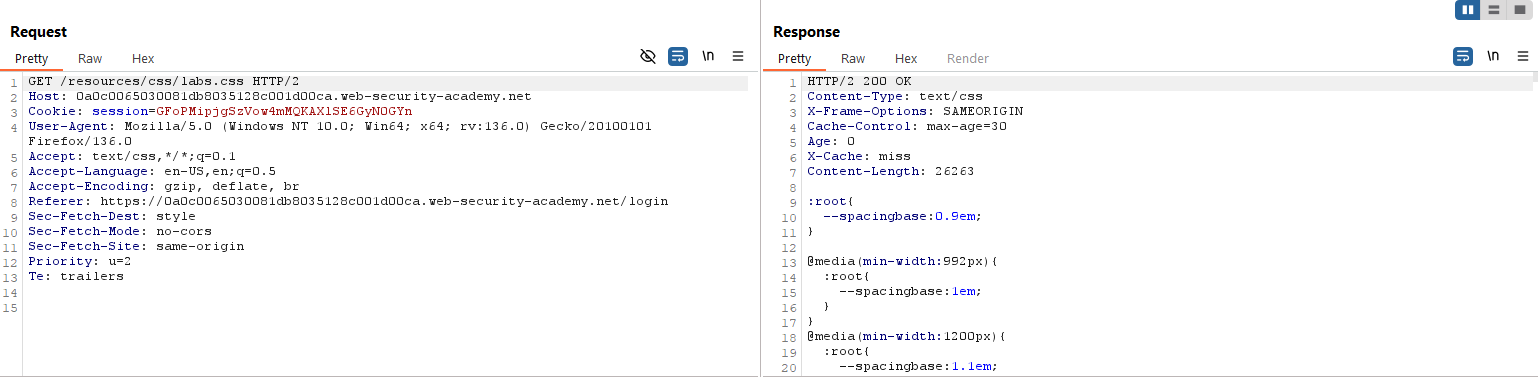 Request
Pretty Raw Hex \n
1 GET /resources/css/labs.css HTTP/2
2 Host: 0a0c0065030081db8035128c001d00ca.web-security-academy.net
3 Cookie: session=GFoPMipjgSzVow4mMQKAXlSE6GyNOGYn
4 User-Agent: Mozilla/5.0 (Windows NT 10.0; Win64; x64; rv:136.0) Gecko/20100101
Firefox/136.0
5 Accept: text/css,*/*;q=0.1
6 Accept-Language: en-US,en;q=0.5
7 Accept-Encoding: gzip, deflate, br
8 Referer: https://0a0c0065030081db8035128c001d00ca.web-security-academy.net/login
9 Sec-Fetch-Dest: style
10 Sec-Fetch-Mode: no-cors
11 Sec-Fetch-Site: same-origin
12 Priority: u=2
13 Te: trailers
14
15
Response
Pretty Raw Hex Render \n
1 HTTP/2 200 OK
2 Content-Type: text/css
3 X-Frame-Options: SAMEORIGIN
4 Cache-Control: max-age=30
5 Age: 0
6 X-Cache: miss
7 Content-Length: 26263
8
9 :root{
10 --spacingbase:0.9em;
11 }
12
13 @media(min-width:992px){
14 :root{
15 --spacingbase:1em;
16 }
17 }
18 @media(min-width:1200px){
19 :root{
20 --spacingbase:1.1em;